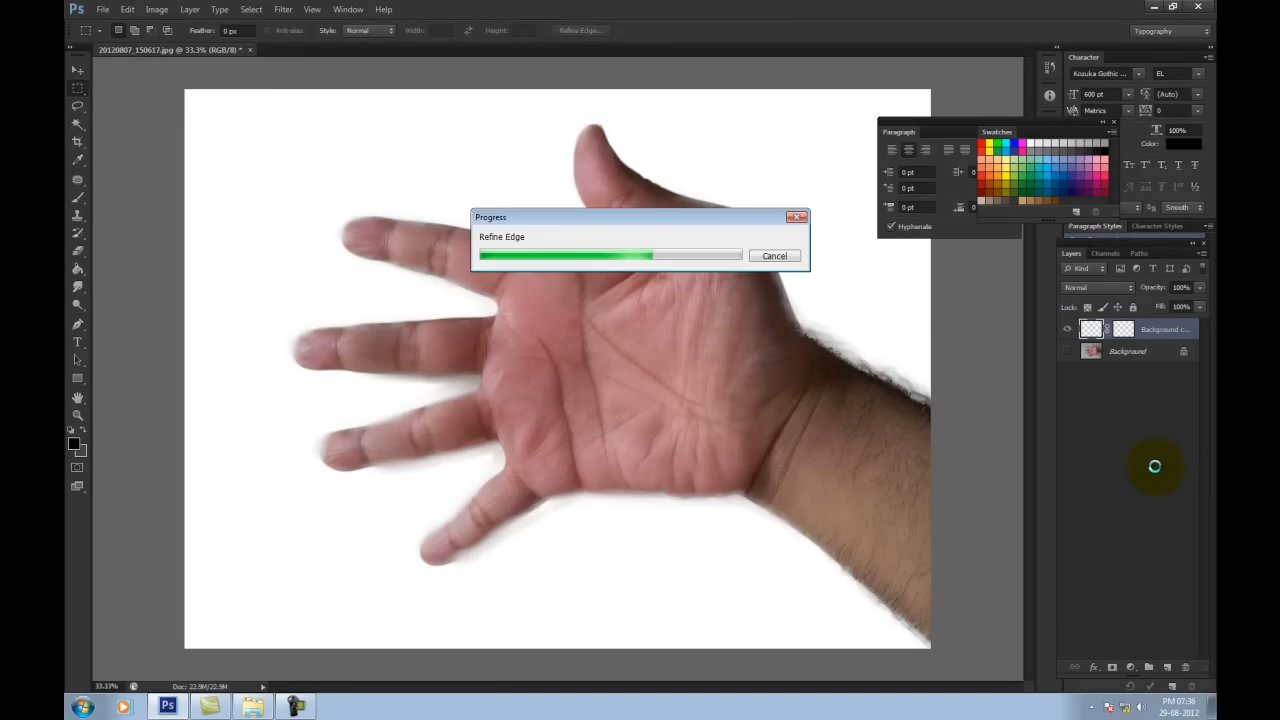 Ps File Edit Image Layer Type Select Filter View Window Help
Feather: 0 px Anti-alias Style: Normal Width: Height: Refine Edge... Typography
20120807_150617.jpg @ 33.3% (RGB/8) * ×
Character
Kozuka Gothic ... EL
600 pt (Auto)
Metrics 0
100%
Color:
Paragraph
Swatches
0 pt
0 pt
0 pt
Hyphenate
Smooth
Paragraph Styles Character Styles
Layers Channels Paths
Kind
Normal Opacity: 100%
Lock: Fill: 100%
Background c...
Background
Progress
Refine Edge
Cancel
33.33% Doc: 22.9M/22.9M
Ps
PM 07:36
29-08-2012